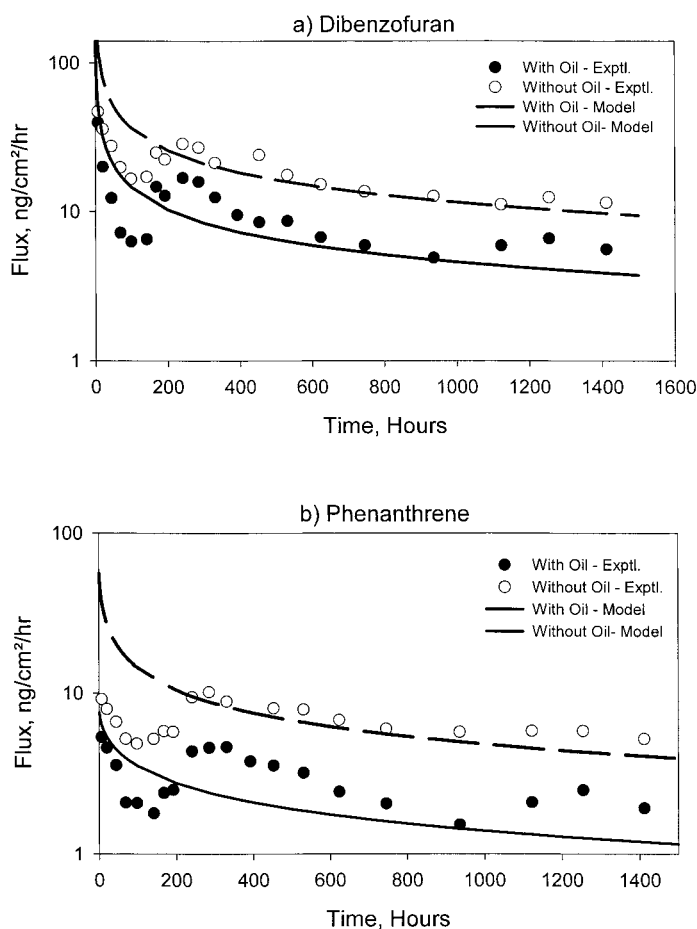 a) Dibenzofuran
100
10
1
Flux, ng/cm²/hr
With Oil - Exptl.
Without Oil - Exptl.
With Oil - Model
Without Oil- Model
0 200 400 600 800 1000 1200 1400 1600
Time, Hours
b) Phenanthrene
100
10
1
Flux, ng/cm²/hr
With Oil - Exptl.
Without Oil - Exptl.
With Oil - Model
Without Oil- Model
0 200 400 600 800 1000 1200 1400
Time, Hours